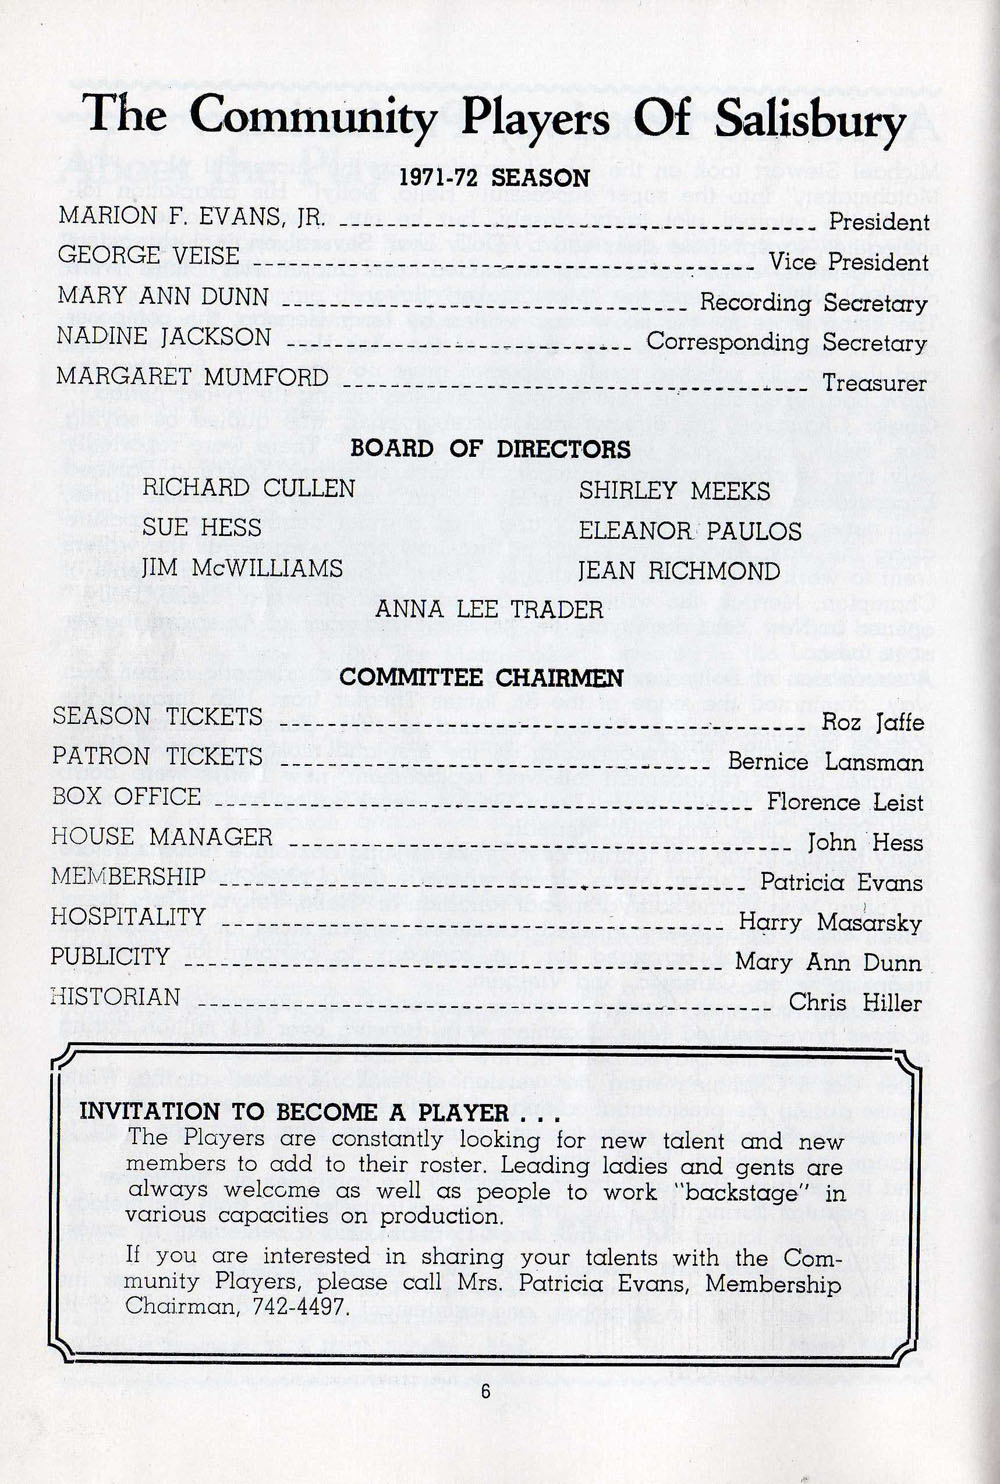 The Community Players Of Salisbury
1971-72 SEASON
MARION F. EVANS, JR. President
GEORGE VEISE Vice President
MARY ANN DUNN Recording Secretary
NADINE JACKSON Corresponding Secretary
MARGARET MUMFORD Treasurer
BOARD OF DIRECTORS
RICHARD CULLEN SHIRLEY MEEKS
SUE HESS ELEANOR PAULOS
JIM McWILLIAMS JEAN RICHMOND
ANNA LEE TRADER
COMMITTEE CHAIRMEN
SEASON TICKETS Roz Jaffe
PATRON TICKETS Bernice Lansman
BOX OFFICE Florence Leist
HOUSE MANAGER John Hess
MEMBERSHIP Patricia Evans
HOSPITALITY Harry Masarsky
PUBLICITY Mary Ann Dunn
HISTORIAN Chris Hiller
INVITATION TO BECOME A PLAYER . . .
The Players are constantly looking for new talent and new
members to add to their roster. Leading ladies and gents are
always welcome as well as people to work "backstage" in
various capacities on production.
If you are interested in sharing your talents with the Com-
munity Players, please call Mrs. Patricia Evans, Membership
Chairman, 742-4497.
6